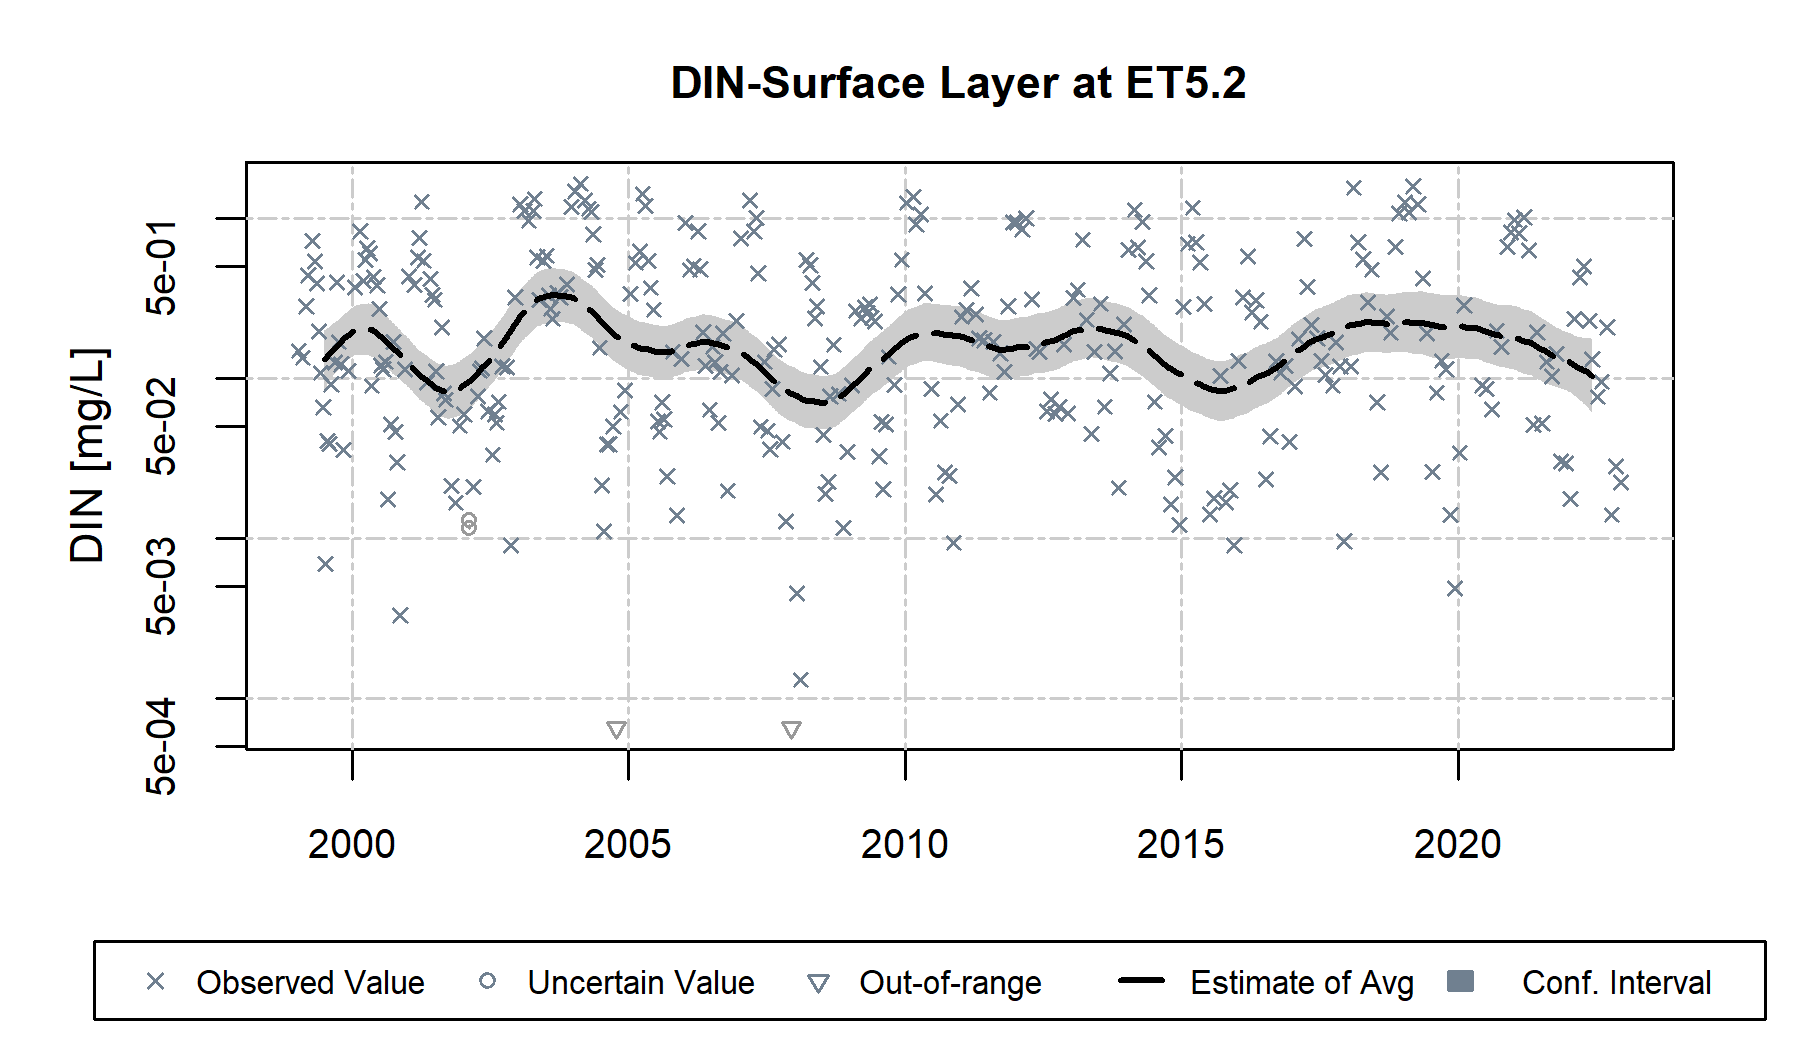 DIN-Surface Layer at ET5.2
DIN [mg/L]
5e-01
5e-02
5e-03
5e-04
2000 2005 2010 2015 2020
Observed Value Uncertain Value Out-of-range Estimate of Avg Conf. Interval